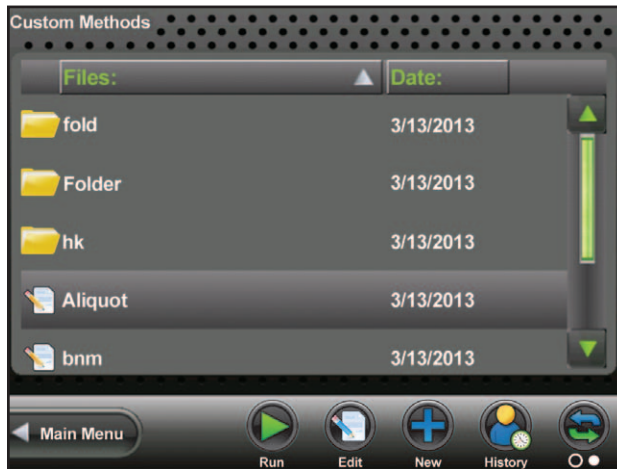 Custom Methods
Files: Date:
fold 3/13/2013
Folder 3/13/2013
hk 3/13/2013
Aliquot 3/13/2013
bnm 3/13/2013
Main Menu
Run Edit New History